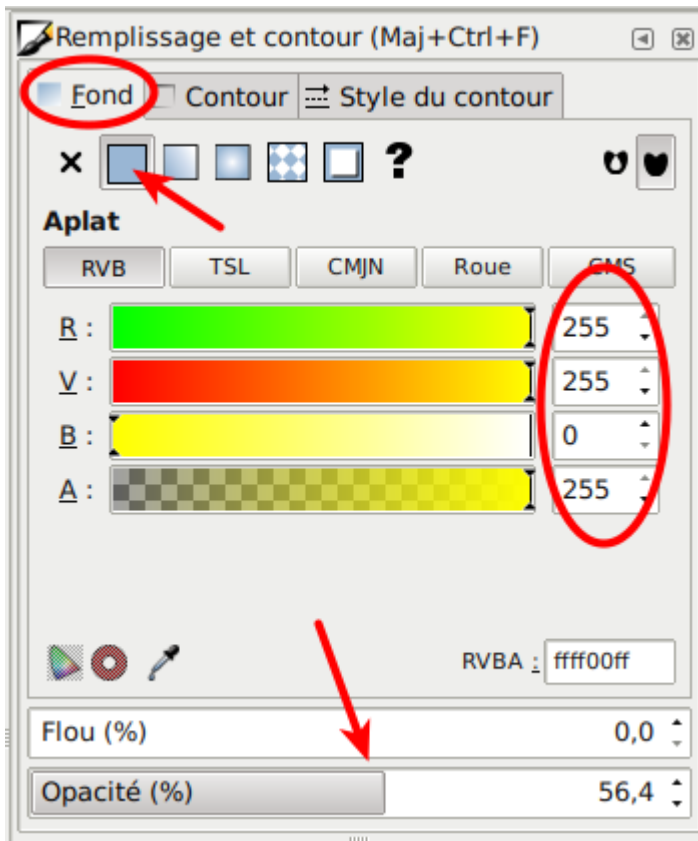 Remplissage et contour (Maj+Ctrl+F)
Fond Contour Style du contour
?
Aplat
RVB TSL CMJN Roue CMS
R : 255
V : 255
B : 0
A : 255
RVBA : ffff00ff
Flou (%) 0,0
Opacité (%) 56,4